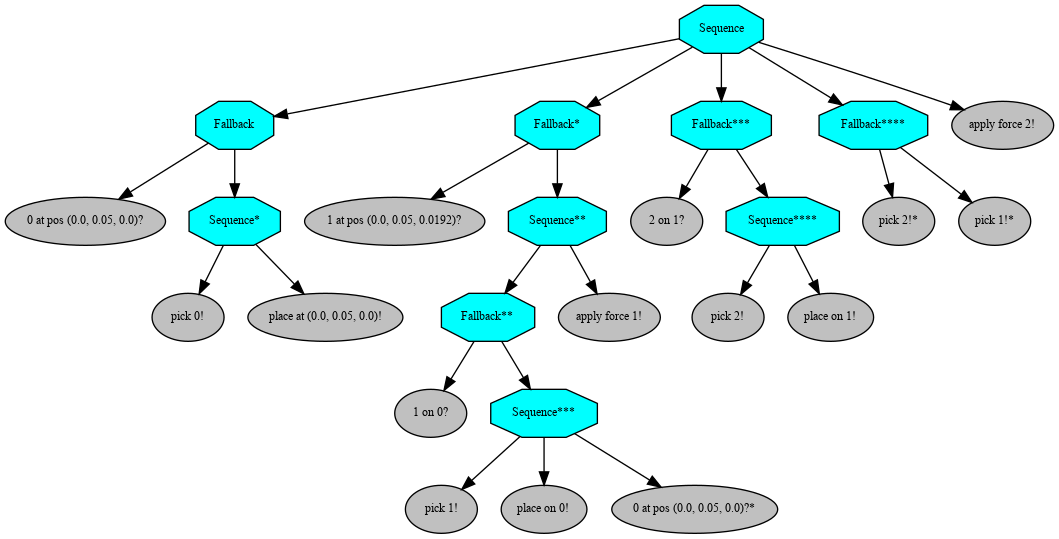 Sequence
Fallback
Fallback*
Fallback***
Fallback****
apply force 2!
0 at pos (0.0, 0.05, 0.0)?
Sequence*
1 at pos (0.0, 0.05, 0.0192)?
Sequence**
2 on 1?
Sequence****
pick 2!*
pick 1!*
pick 0!
place at (0.0, 0.05, 0.0)!
Fallback**
apply force 1!
pick 2!
place on 1!
1 on 0?
Sequence***
pick 1!
place on 0!
0 at pos (0.0, 0.05, 0.0)?*